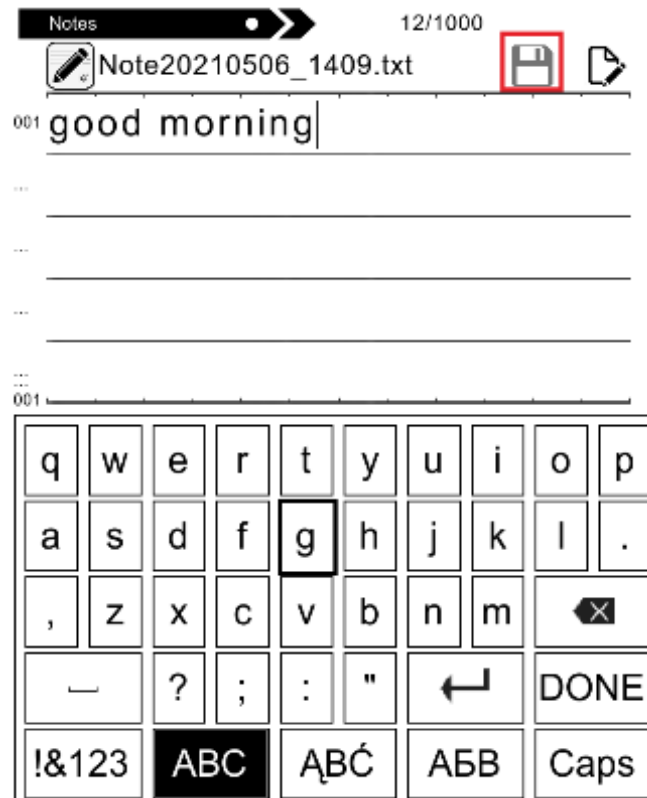 Notes 12/1000
Note20210506_1409.txt
001 good morning
001
q w e r t y u i o p
a s d f g h j k l .
, z x c v b n m
? ; : "
DONE
!&123 ABC ĄBĆ АБВ Caps